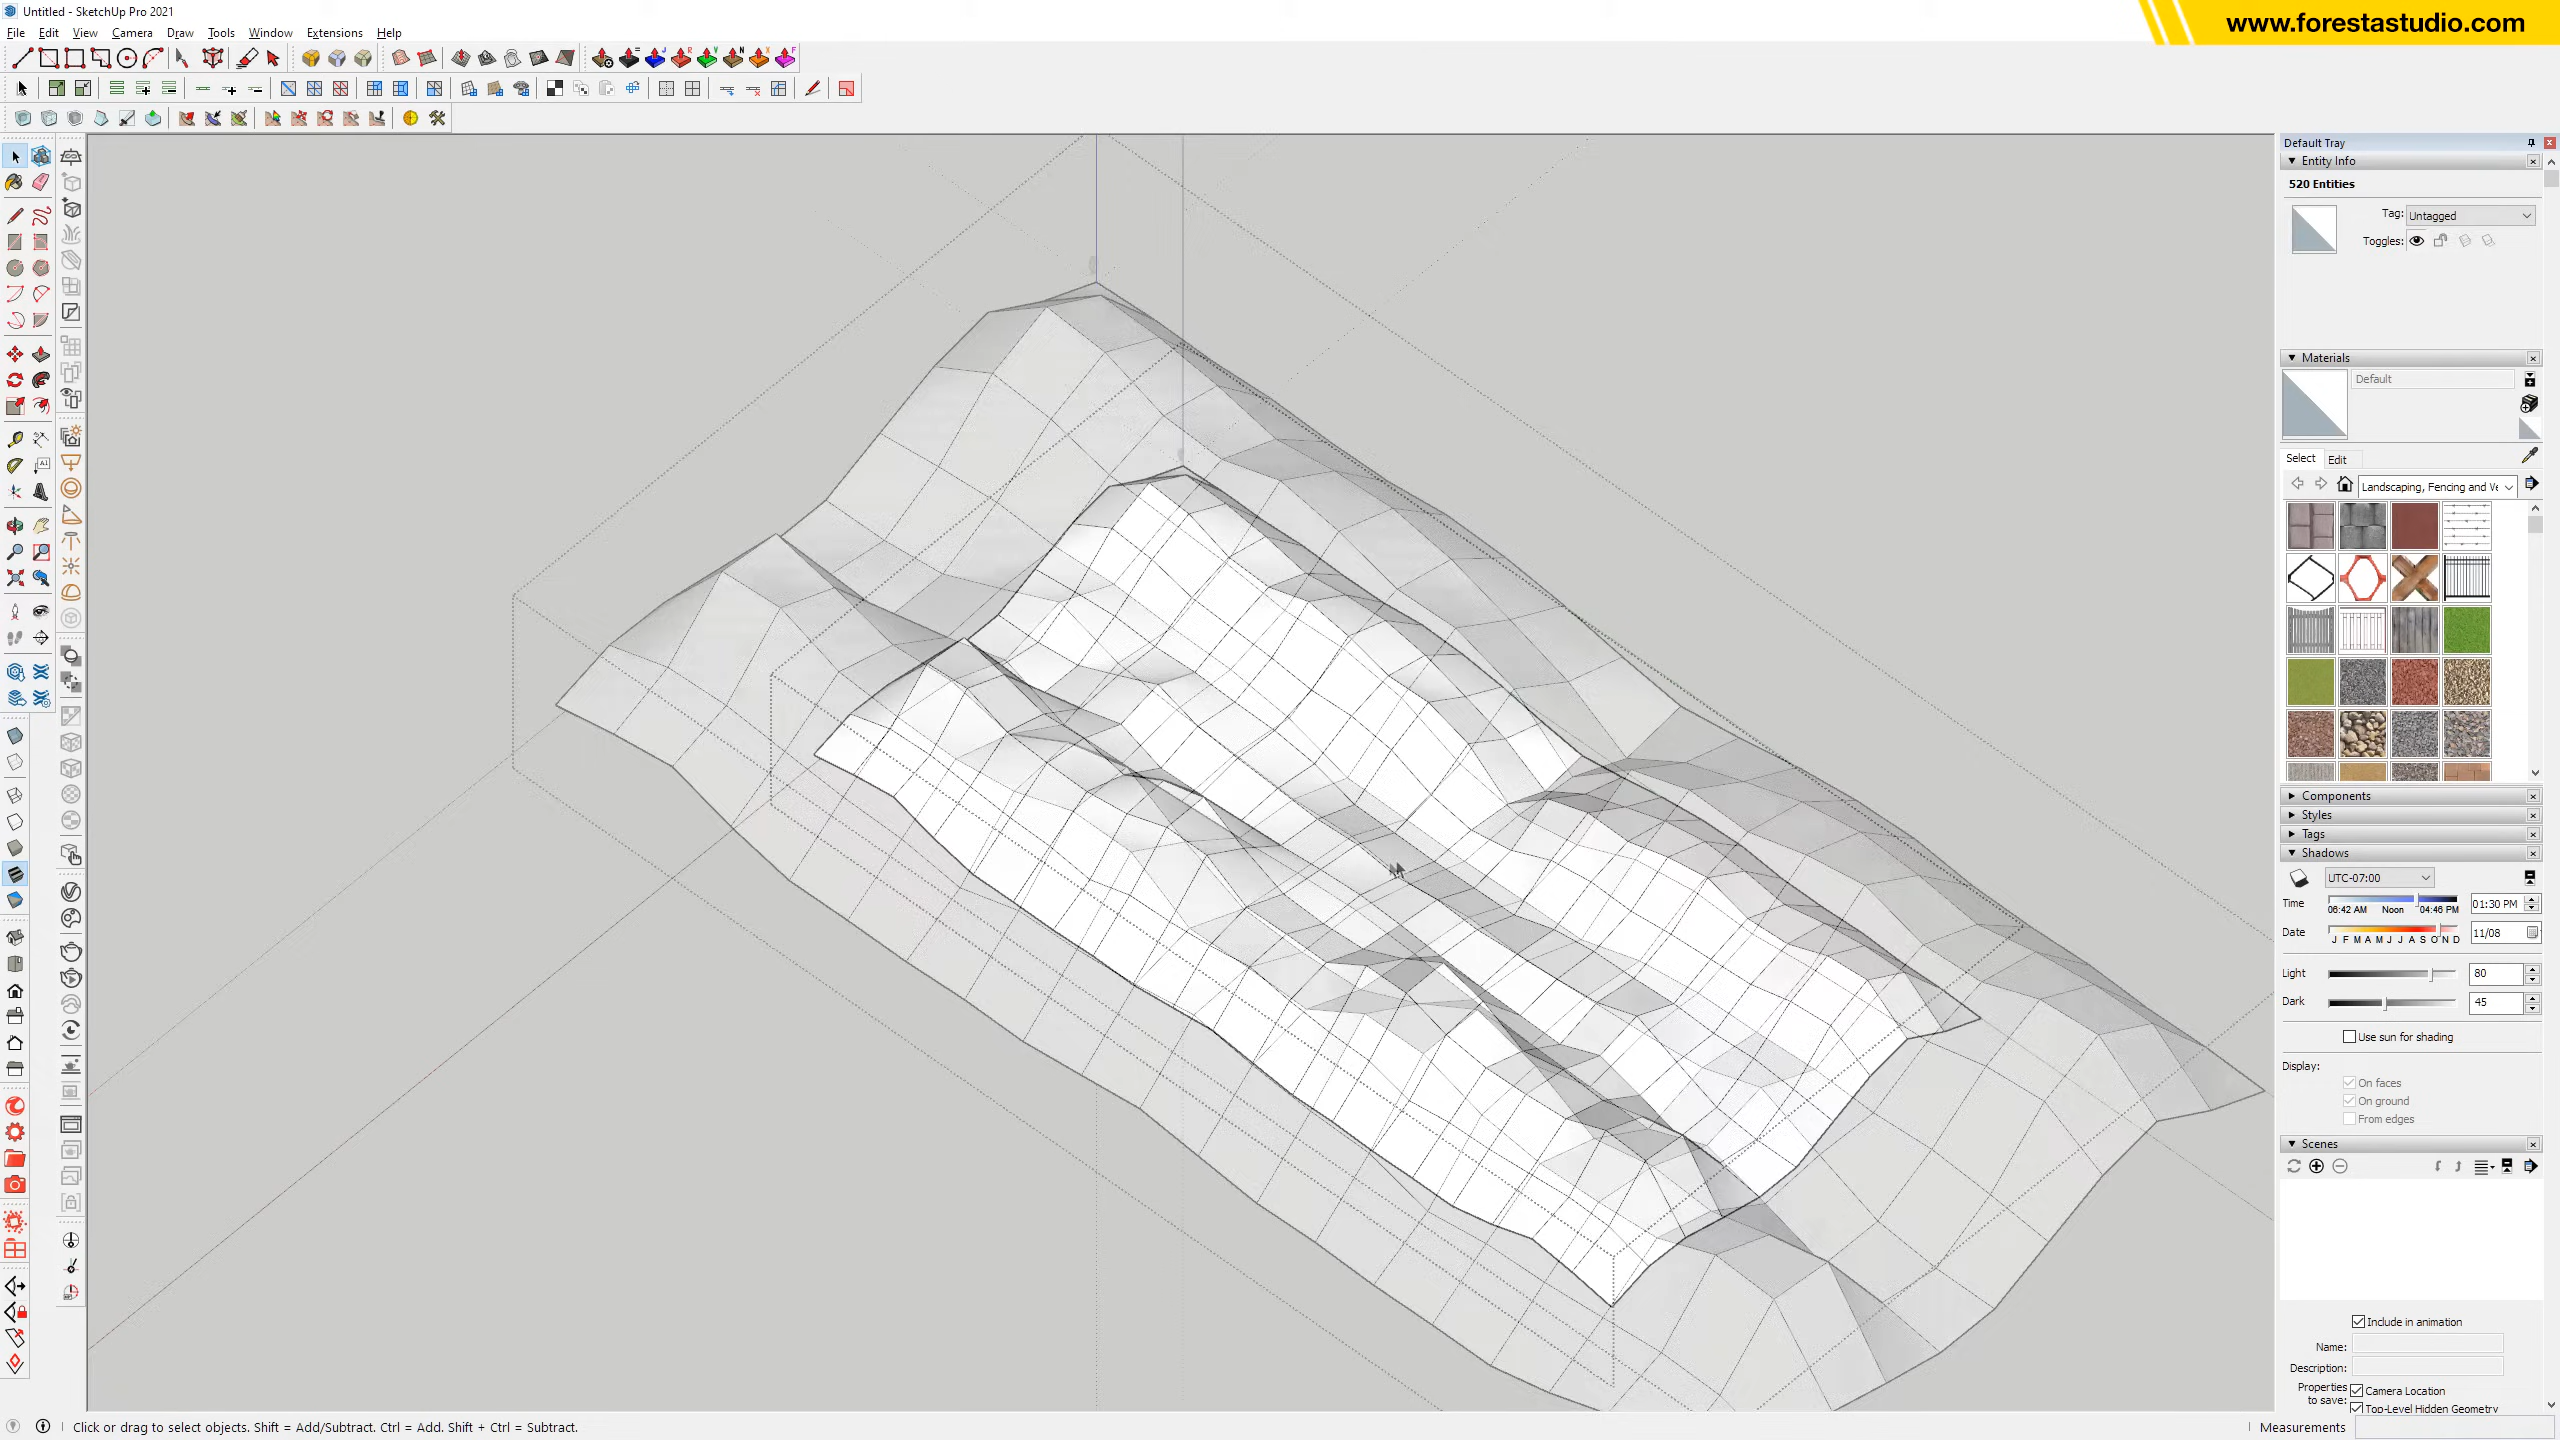 Untitled - SketchUp Pro 2021
www.forestastudio.com
File Edit View Camera Draw Tools Window Extensions Help
Default Tray
Entity Info
520 Entities
Tag: Untagged
Toggles:
Materials
Default
Select Edit
Landscaping, Fencing and Ve
Components
Styles
Tags
Shadows
UTC-07:00
Time 01:30 PM
06:42 AM Noon 04:46 PM
Date 11/08
J F M A M J J A S O N D
Light 80
Dark 45
Use sun for shading
Display:
On faces
On ground
From edges
Scenes
Include in animation
Name:
Description:
Properties to save:
Camera Location
Top-Level Hidden Geometry
Click or drag to select objects. Shift = Add/Subtract. Ctrl = Add. Shift + Ctrl = Subtract.
Measurements